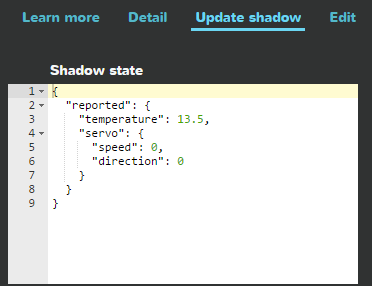 Learn more Detail Update shadow Edit
Shadow state
1 {
2 "reported": {
3 "temperature": 13.5,
4 "servo": {
5 "speed": 0,
6 "direction": 0
7 }
8 }
9 }